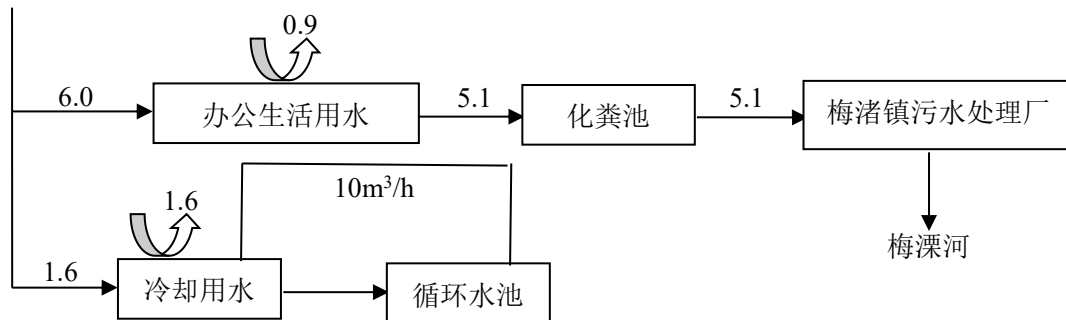 0.9
6.0
办公生活用水
5.1
化粪池
5.1
梅渚镇污水处理厂
10m³/h
1.6
梅溧河
1.6
冷却用水
循环水池